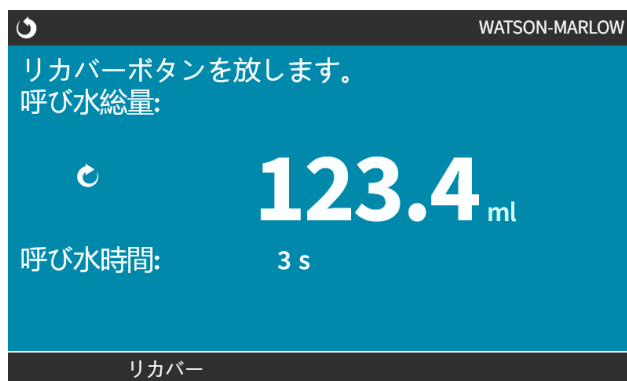 WATSON-MARLOW
リカバーボタンを放します。
呼び水総量:
123.4 ml
呼び水時間: 3 s
リカバー